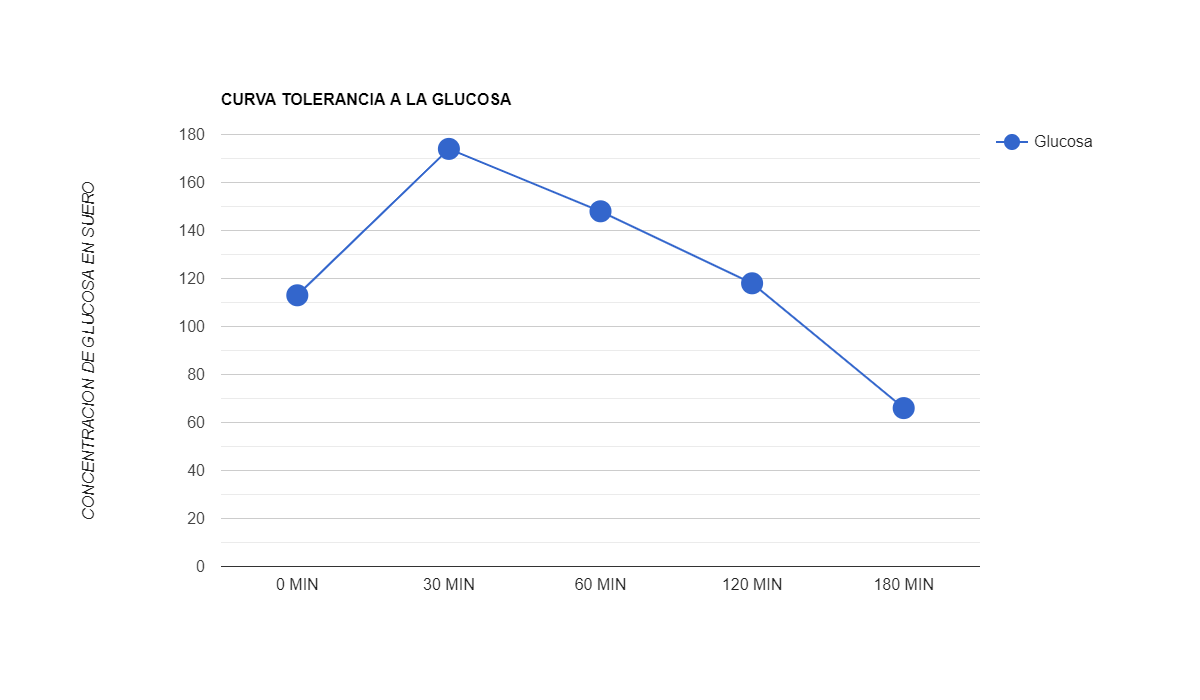 CURVA TOLERANCIA A LA GLUCOSA
Glucosa
CONCENTRACION DE GLUCOSA EN SUERO
180
160
140
120
100
80
60
40
20
0
0 MIN
30 MIN
60 MIN
120 MIN
180 MIN